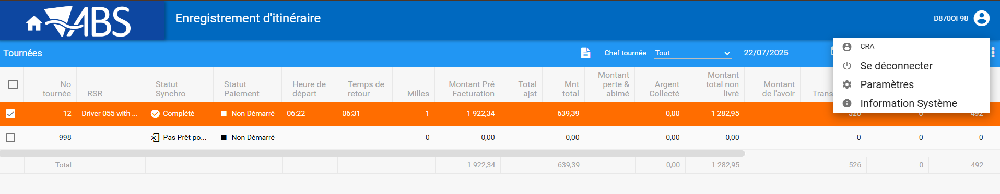 ABS
Enregistrement d'itinéraire
D870OF98
Tournées
Chef tournée Tout 22/07/2025
CRA
Se déconnecter
Paramètres
Information Système
No tournée
RSR
Statut Synchro
Statut Paiement
Heure de départ
Temps de retour
Milles
Montant Pré Facturation
Total ajst
Mnt total
Montant perte & abimé
Argent Collecté
Montant total non livré
Montant de l'avoir
Trans
12 Driver 055 with ... Complété Non Démarré 06:22 06:31 1 1 922,34 639,39 0,00 1 282,95 526 0 492
998 Pas Prêt po... Non Démarré 0 0,00 0,00 0,00 0,00 0 0 0
Total 1 922,34 639,39 0,00 1 282,95 526 0 492